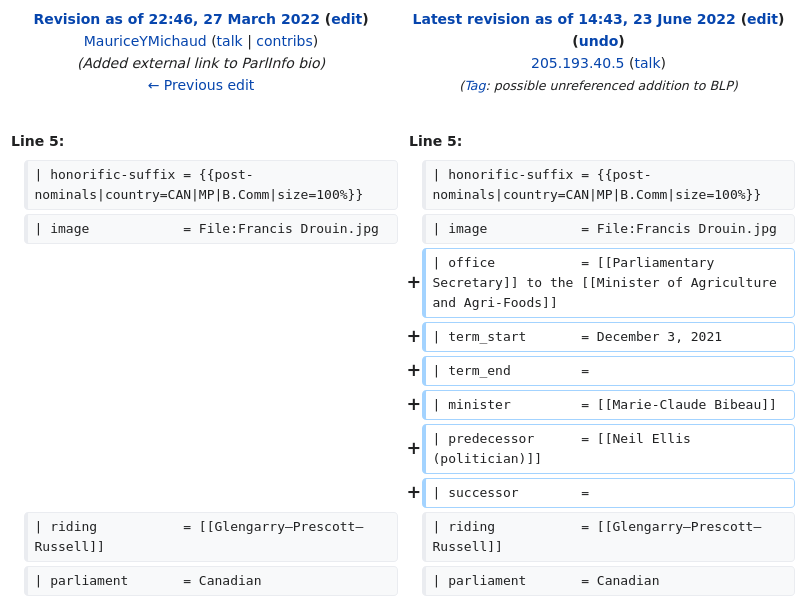 Revision as of 22:46, 27 March 2022 (edit)
MauriceYMichaud (talk | contribs)
(Added external link to ParlInfo bio)
← Previous edit
Latest revision as of 14:43, 23 June 2022 (edit)
(undo)
205.193.40.5 (talk)
(Tag: possible unreferenced addition to BLP)
Line 5:
Line 5:
| honorific-suffix = {{post-
nominals|country=CAN|MP|B.Comm|size=100%}}
| honorific-suffix = {{post-
nominals|country=CAN|MP|B.Comm|size=100%}}
| image            = File:Francis Drouin.jpg
| image            = File:Francis Drouin.jpg
+ | office           = [[Parliamentary
Secretary]] to the [[Minister of Agriculture
and Agri-Foods]]
+ | term_start       = December 3, 2021
+ | term_end         =
+ | minister         = [[Marie-Claude Bibeau]]
+ | predecessor      = [[Neil Ellis
(politician)]]
+ | successor        =
| riding           = [[Glengarry—Prescott—
Russell]]
| riding           = [[Glengarry—Prescott—
Russell]]
| parliament       = Canadian
| parliament       = Canadian